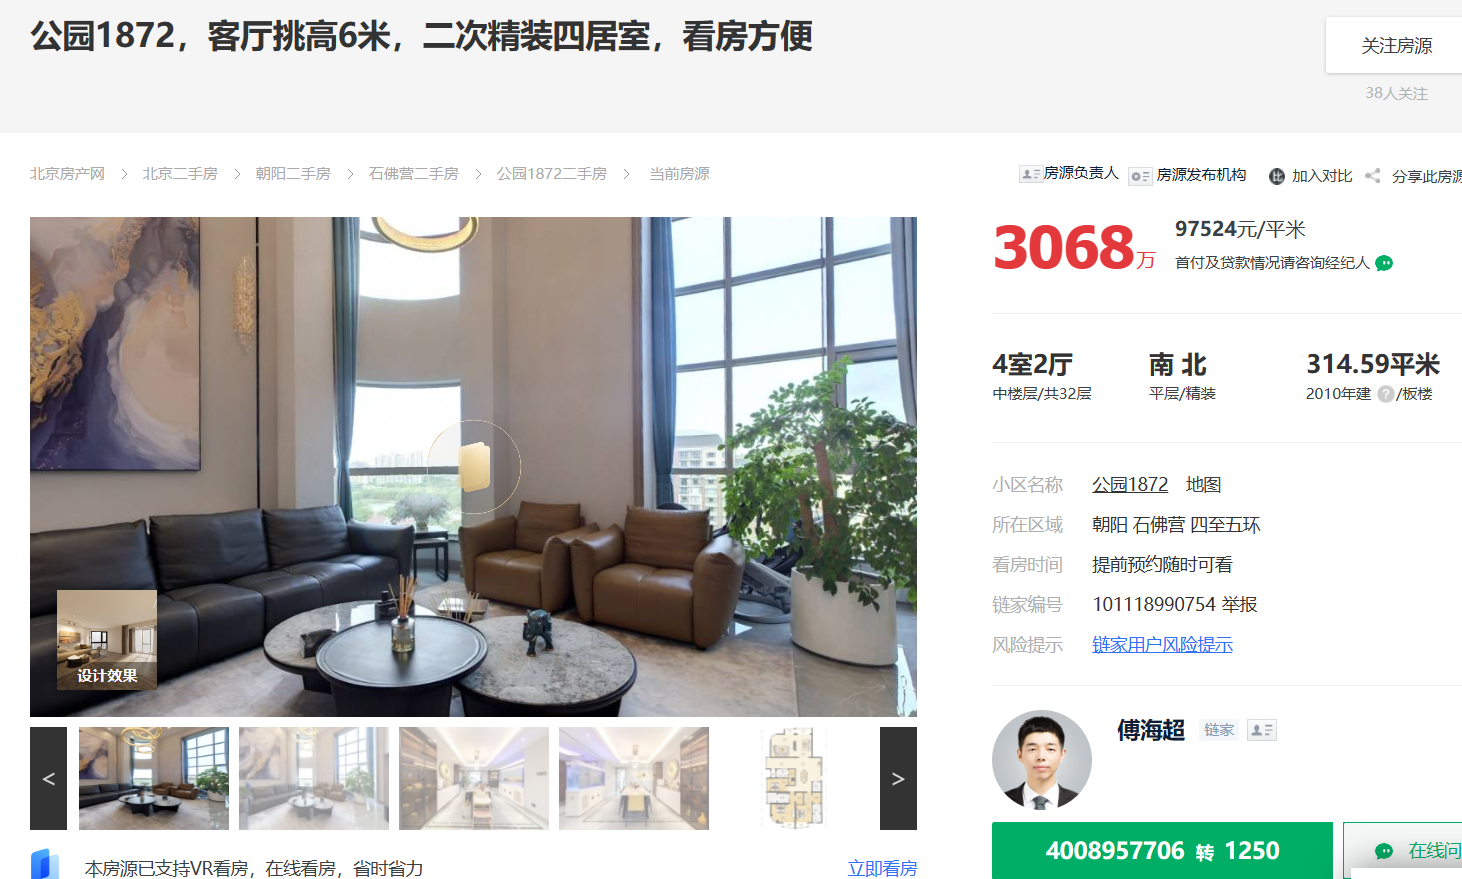 公园1872，客厅挑高6米，二次精装四居室，看房方便
关注房源
38人关注
北京房产网 > 北京二手房 > 朝阳二手房 > 石佛营二手房 > 公园1872二手房 > 当前房源
房源负责人 房源发布机构 加入对比 分享此房源
3068万
97524元/平米
首付及贷款情况请咨询经纪人
4室2厅
中楼层/共32层
南 北
平层/精装
314.59平米
2010年建 ?/板楼
小区名称 公园1872 地图
所在区域 朝阳 石佛营 四至五环
看房时间 提前预约随时可看
链家编号 101118990754 举报
风险提示 链家用户风险提示
设计效果
< >
傅海超 链家
4008957706 转 1250
在线问
本房源已支持VR看房，在线看房，省时省力
立即看房